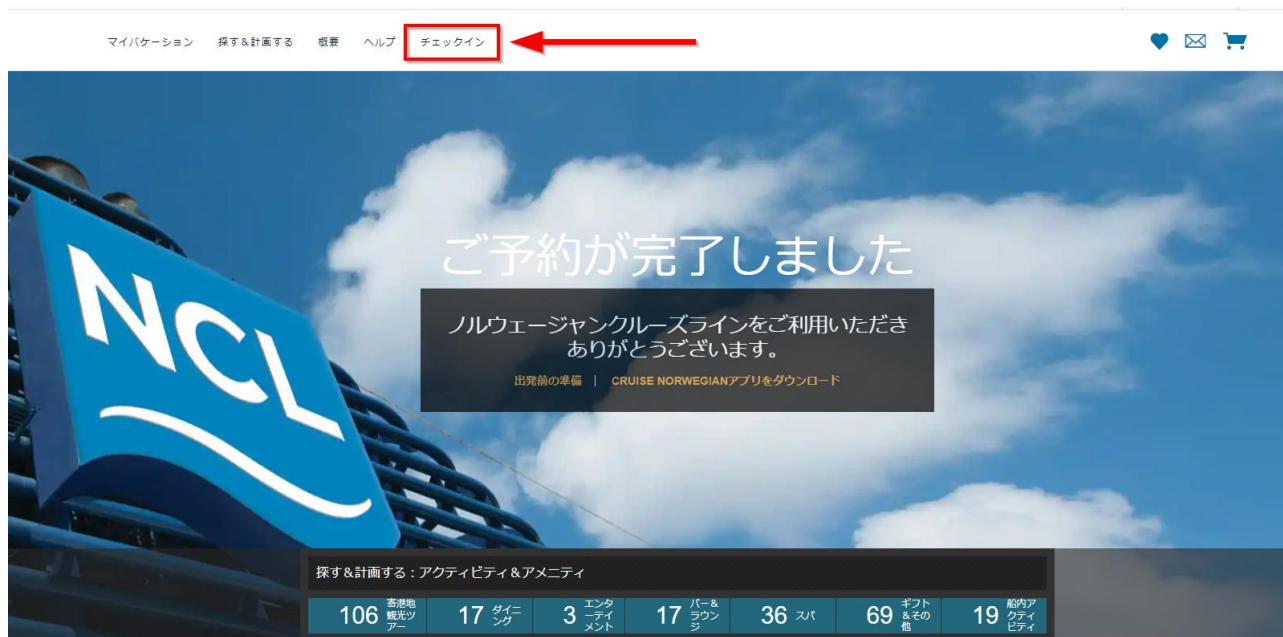 マイバケーション 探す&計画する 概要 ヘルプ チェックイン
NCL
ご予約が完了しました
ノルウェージャンクルーズラインをご利用いただき
ありがとうございます。
出発前の準備 | CRUISE NORWEGIANアプリをダウンロード
探す&計画する:アクティビティ&アメニティ
106 寄港地
観光ツ
アー
17 ダイニ
ング
3 エンタ
ーテイ
メント
17 バー&
ラウン
ジ
36 スパ
69 ギフト
&その
他
19 船内ア
クティ
ビティ